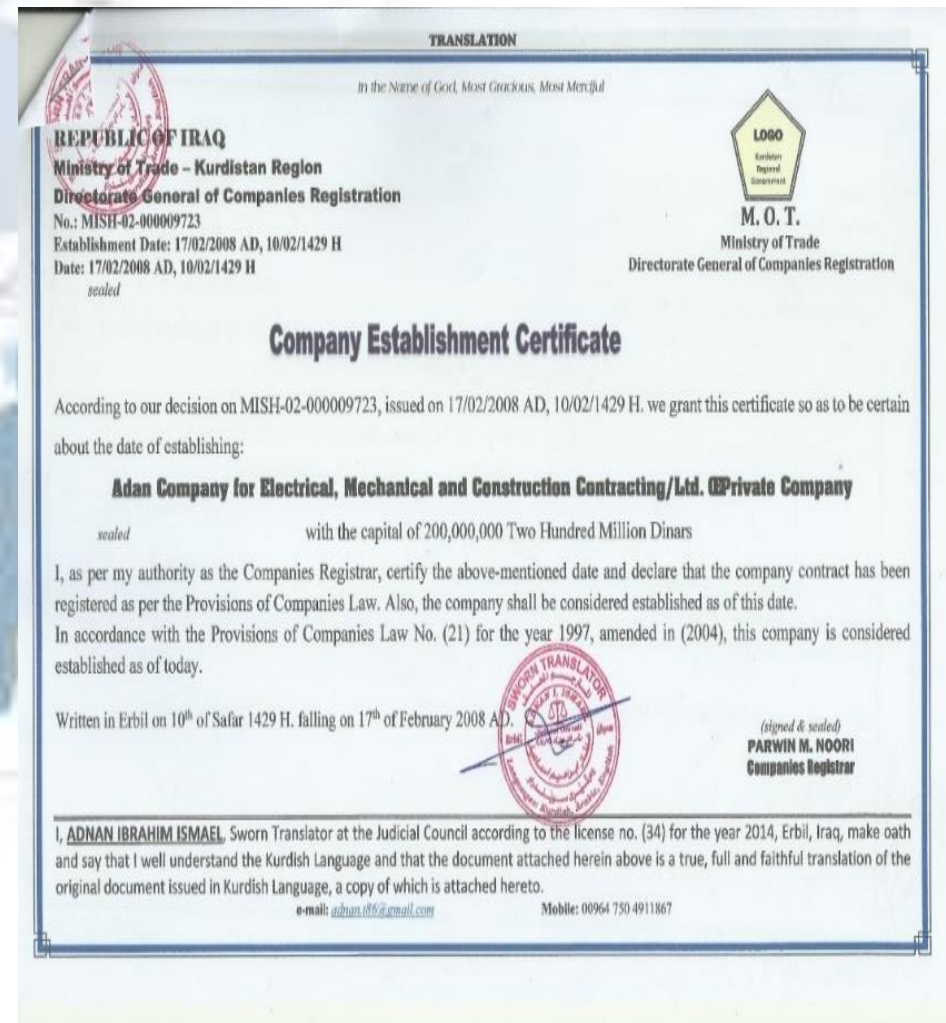 TRANSLATION
In the Name of God, Most Gracious, Most Merciful
REPUBLIC OF IRAQ
Ministry of Trade – Kurdistan Region
Directorate General of Companies Registration
No.: MISH-02-000009723
Establishment Date: 17/02/2008 AD, 10/02/1429 H
Date: 17/02/2008 AD, 10/02/1429 H
sealed
LOGO
Kurdistan
Regional
Government
M. O. T.
Ministry of Trade
Directorate General of Companies Registration
Company Establishment Certificate
According to our decision on MISH-02-000009723, issued on 17/02/2008 AD, 10/02/1429 H. we grant this certificate so as to be certain
about the date of establishing:
Adan Company for Electrical, Mechanical and Construction Contracting/Ltd. ŒPrivate Company
sealed with the capital of 200,000,000 Two Hundred Million Dinars
I, as per my authority as the Companies Registrar, certify the above-mentioned date and declare that the company contract has been
registered as per the Provisions of Companies Law. Also, the company shall be considered established as of this date.
In accordance with the Provisions of Companies Law No. (21) for the year 1997, amended in (2004), this company is considered
established as of today.
Written in Erbil on 10th of Safar 1429 H. falling on 17th of February 2008 AD.
SWORN TRANSLATOR
ADNAN I. ISMAEL
Erbil
Languages: Kurdish, Arabic, English
(signed & sealed)
PARWIN M. NOORI
Companies Registrar
I, ADNAN IBRAHIM ISMAEL, Sworn Translator at the Judicial Council according to the license no. (34) for the year 2014, Erbil, Iraq, make oath
and say that I well understand the Kurdish Language and that the document attached herein above is a true, full and faithful translation of the
original document issued in Kurdish Language, a copy of which is attached hereto.
e-mail: adnan.i86@gmail.com Mobile: 00964 750 4911867